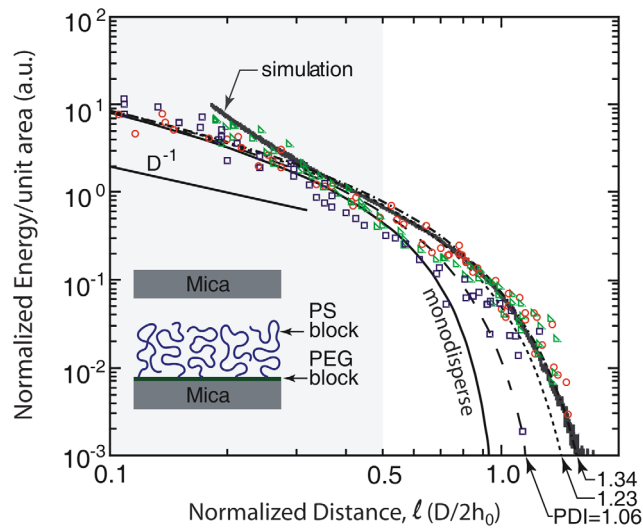 Normalized Energy/unit area (a.u.)
10²
10¹
10⁰
10⁻¹
10⁻²
10⁻³
simulation
D⁻¹
Mica
PS
block
PEG
block
Mica
monodisperse
0.1
0.5
1.0
1.34
1.23
PDI=1.06
Normalized Distance, ℓ (D/2h₀)